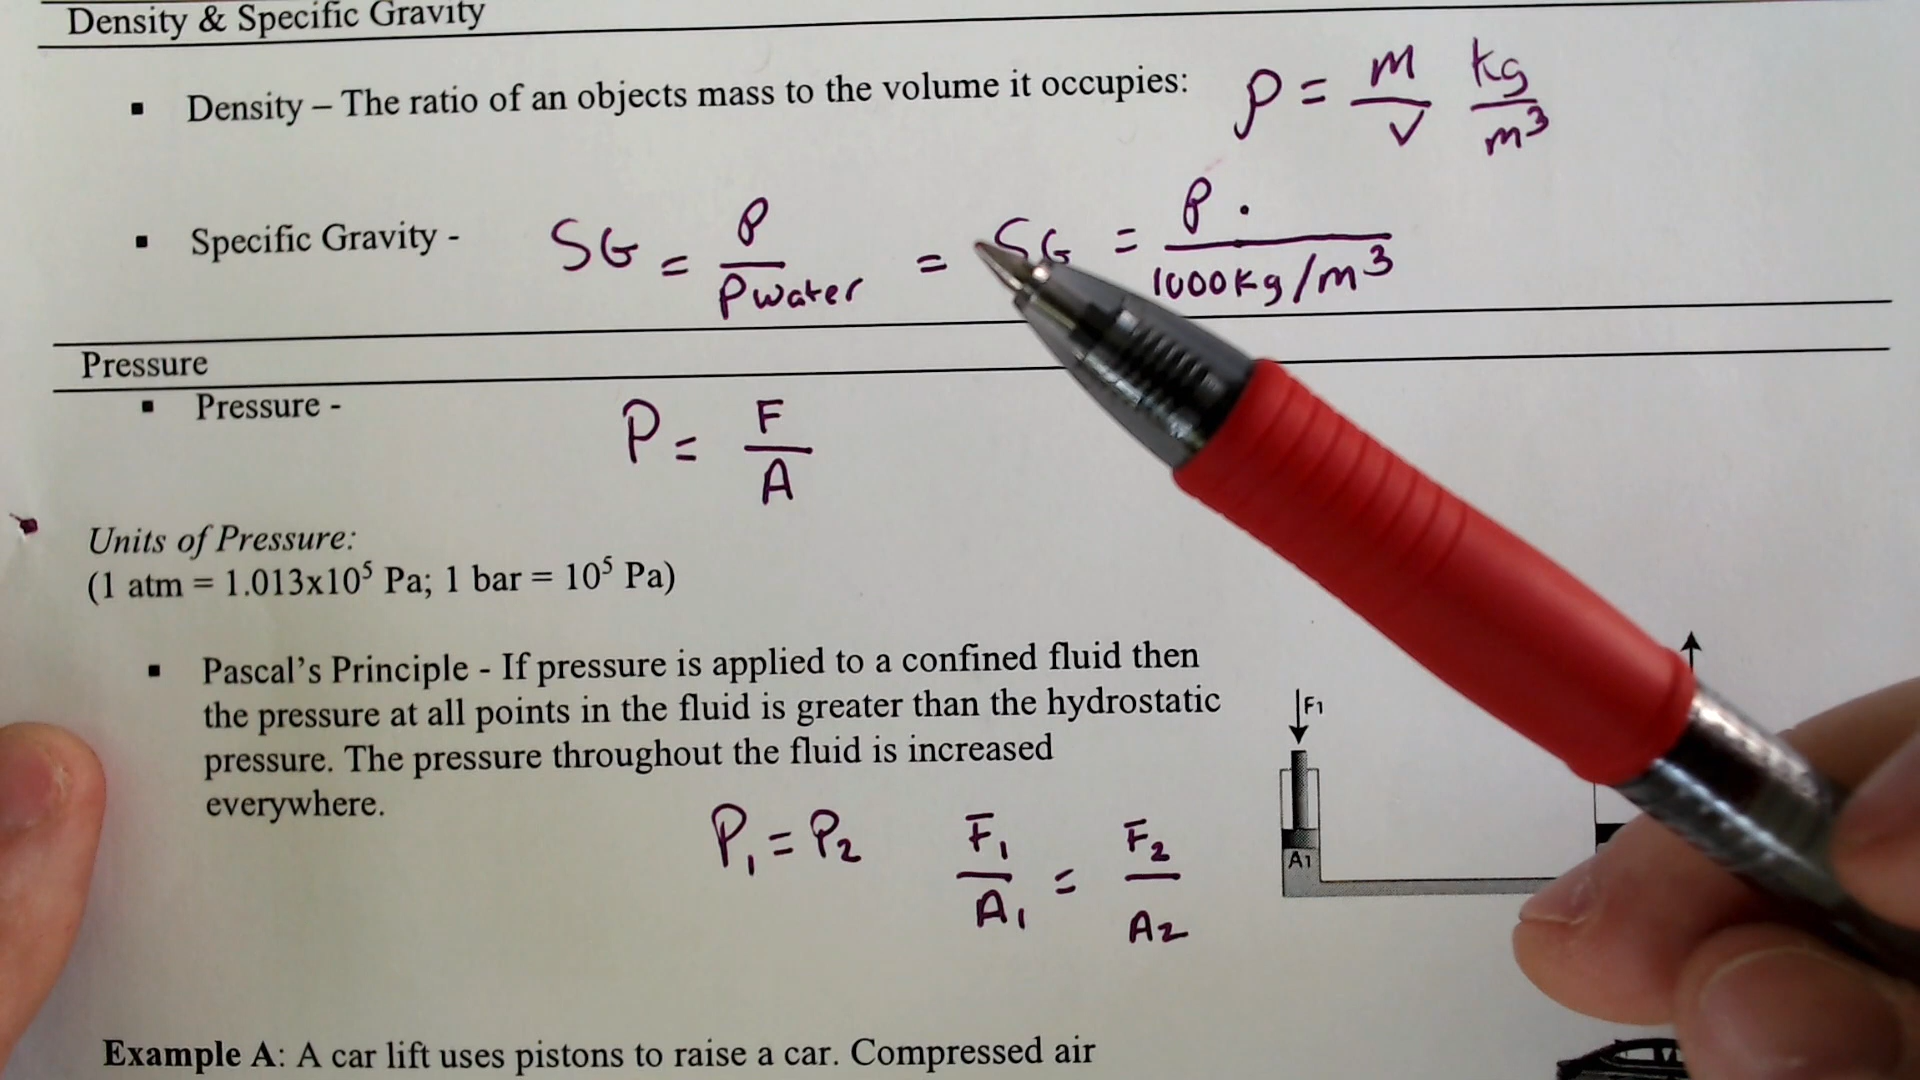 Density & Specific Gravity
▪ Density – The ratio of an objects mass to the volume it occupies: ρ = m/V kg/m³
▪ Specific Gravity - SG = ρ/ρwater = SG = ρ/1000kg/m³
Pressure
▪ Pressure - P = F/A
Units of Pressure:
(1 atm = 1.013x10⁵ Pa; 1 bar = 10⁵ Pa)
▪ Pascal's Principle - If pressure is applied to a confined fluid then
the pressure at all points in the fluid is greater than the hydrostatic
pressure. The pressure throughout the fluid is increased
everywhere.
P₁ = P₂ F₁/A₁ = F₂/A₂
F1
A1
Example A: A car lift uses pistons to raise a car. Compressed air